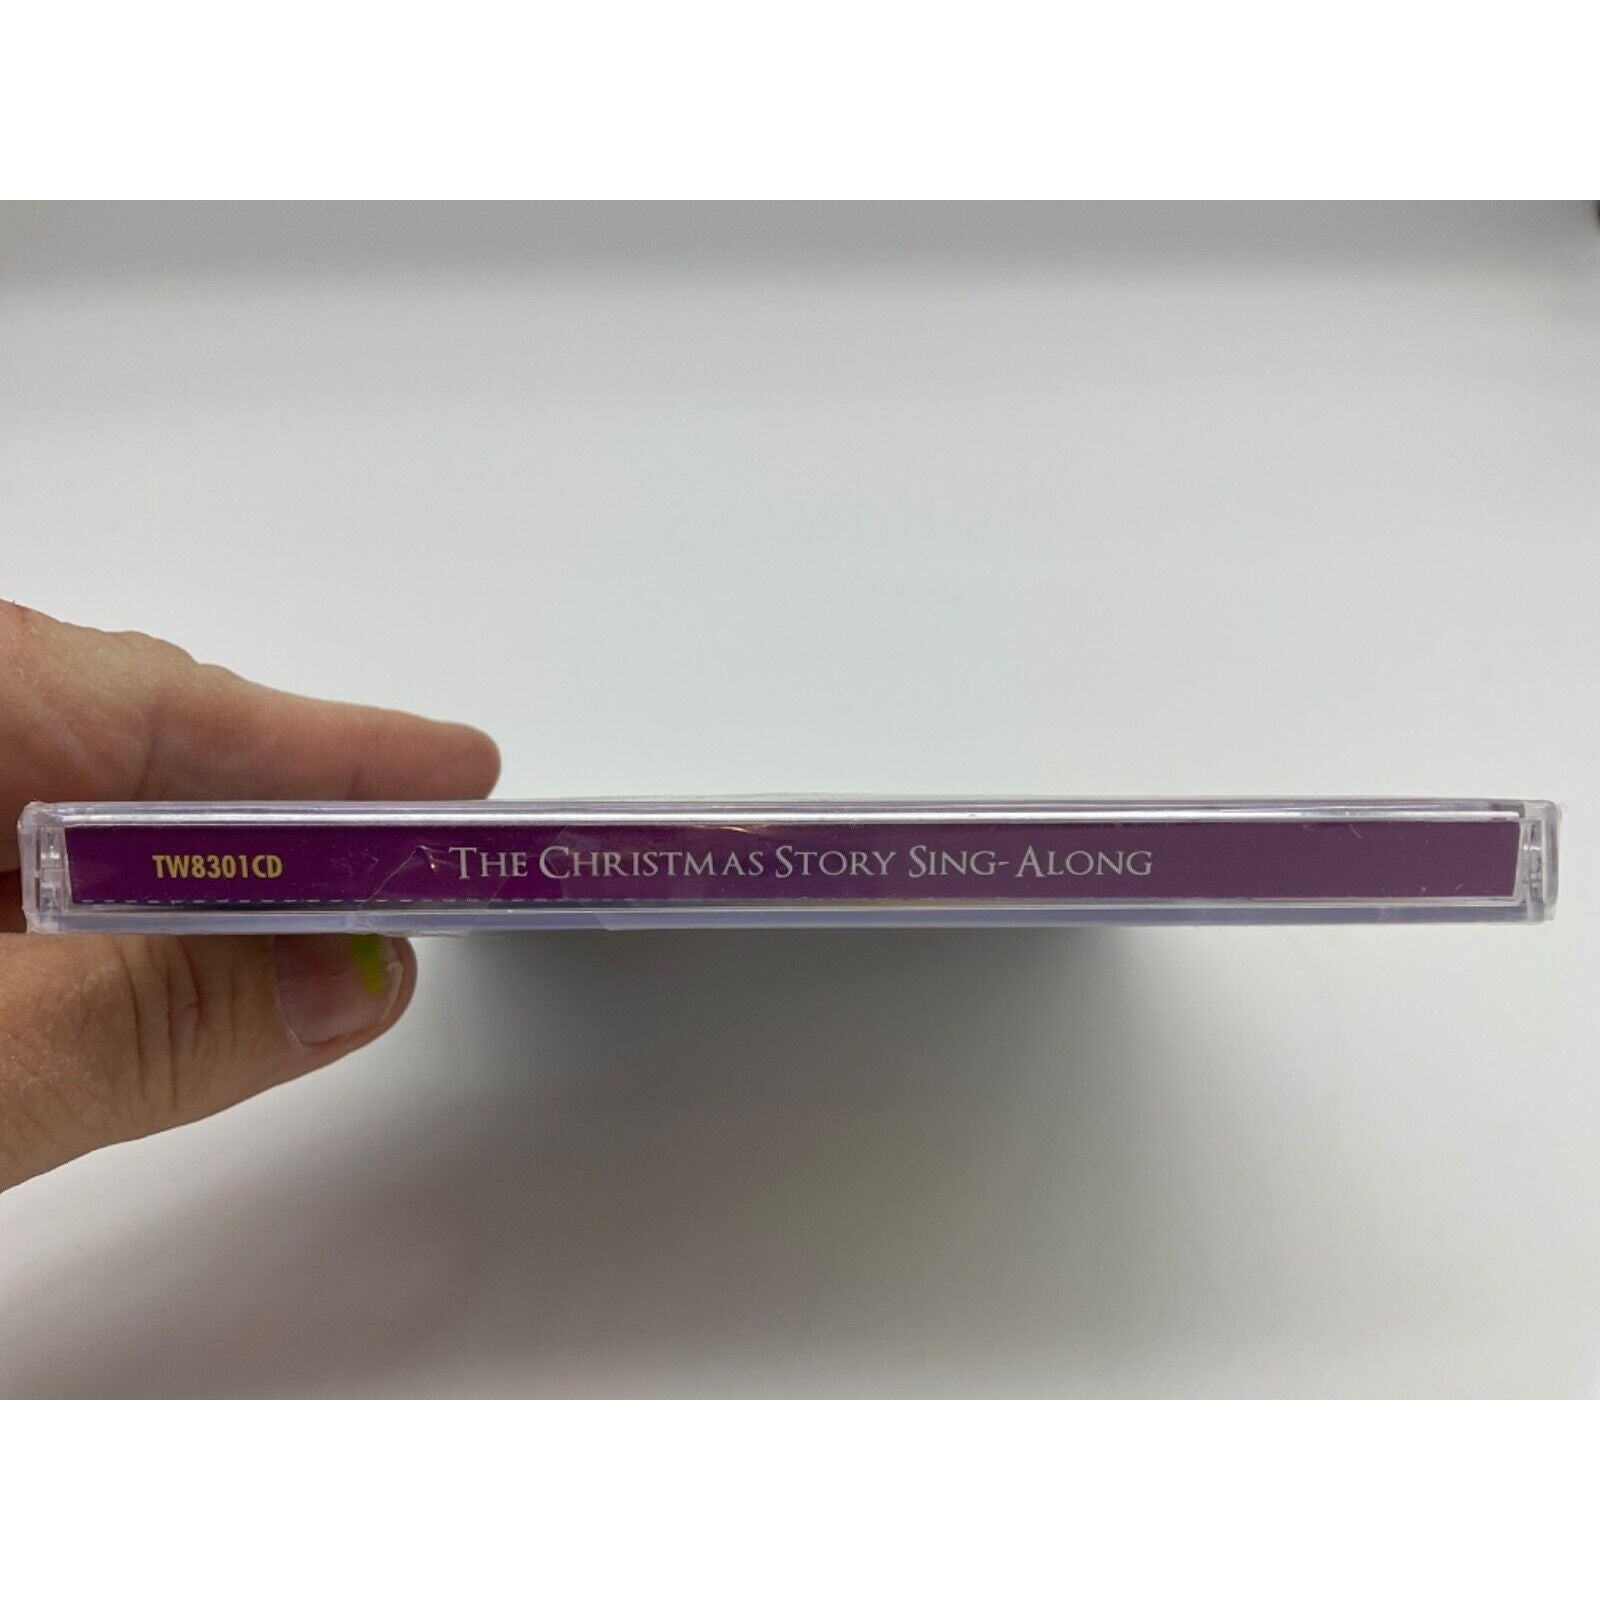 TW8301CD THE CHRISTMAS STORY SING-ALONG